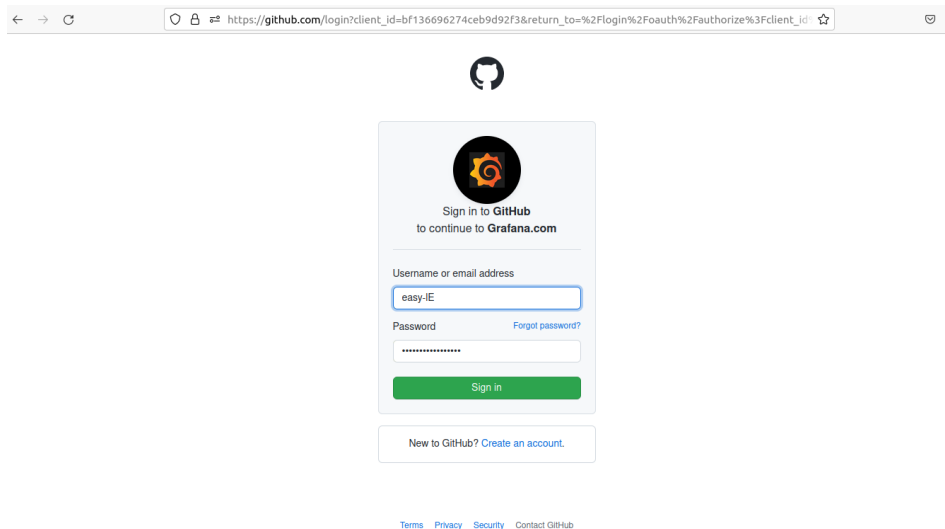 https://github.com/login?client_id=bf136696274ceb9d92f3&return_to=%2Flogin%2Foauth%2Fauthorize%3Fclient_id
Sign in to GitHub
to continue to Grafana.com
Username or email address
easy-IE
Password Forgot password?
Sign in
New to GitHub? Create an account.
Terms Privacy Security Contact GitHub